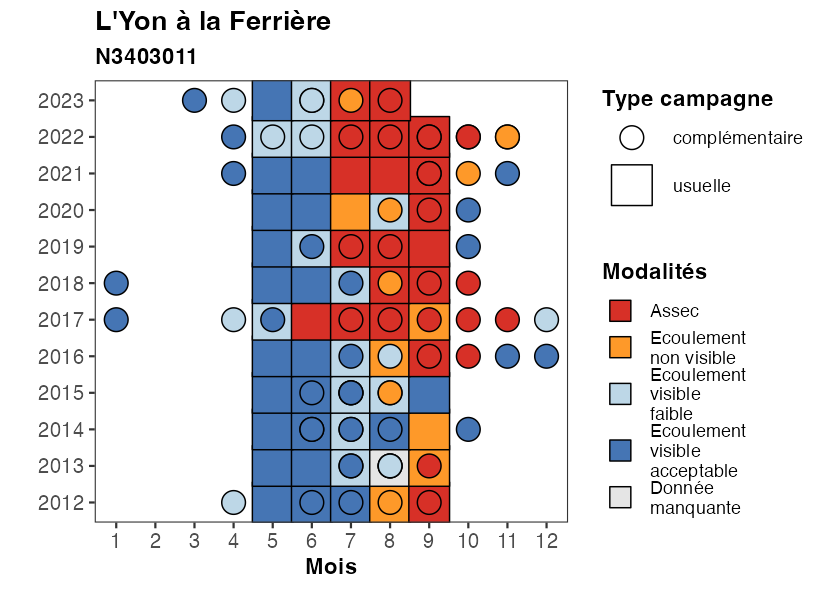 L'Yon à la Ferrière
N3403011
2023
2022
2021
2020
2019
2018
2017
2016
2015
2014
2013
2012
1 2 3 4 5 6 7 8 9 10 11 12
Mois
Type campagne
complémentaire
usuelle
Modalités
Assec
Ecoulement
non visible
Ecoulement
visible
faible
Ecoulement
visible
acceptable
Donnée
manquante